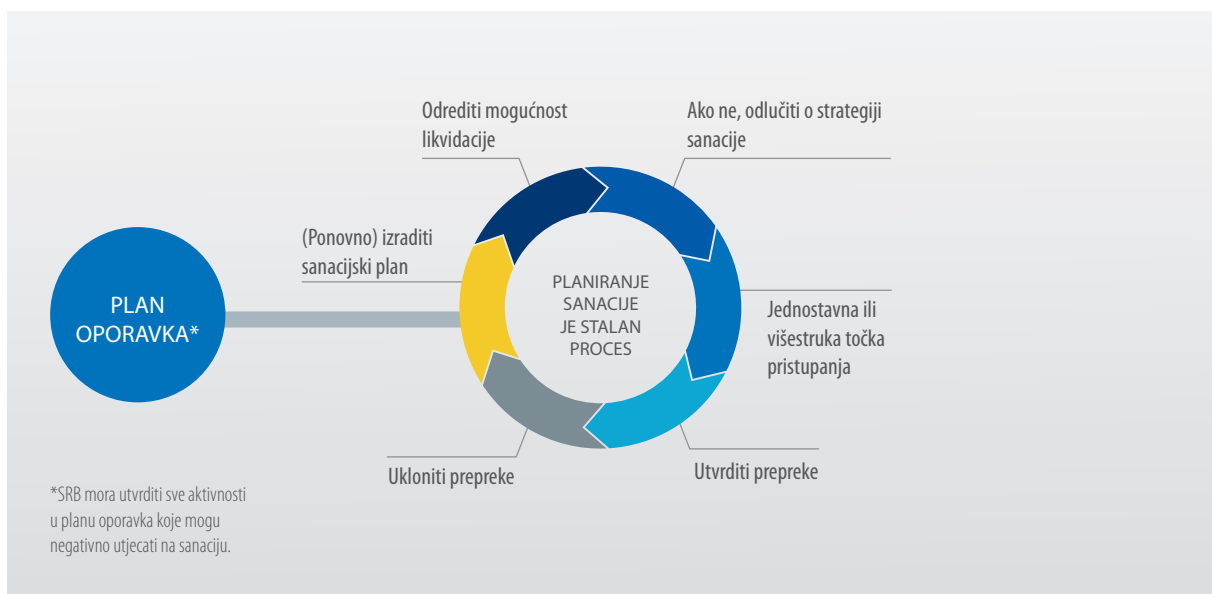 Odrediti mogućnost
likvidacije
Ako ne, odlučiti o strategiji
sanacije
(Ponovno) izraditi
sanacijski plan
PLAN
OPORAVKA*
PLANIRANJE
SANACIJE
JE STALAN
PROCES
Jednostavna ili
višestruka točka
pristupanja
Ukloniti prepreke
Utvrditi prepreke
*SRB mora utvrditi sve aktivnosti
u planu oporavka koje mogu
negativno utjecati na sanaciju.